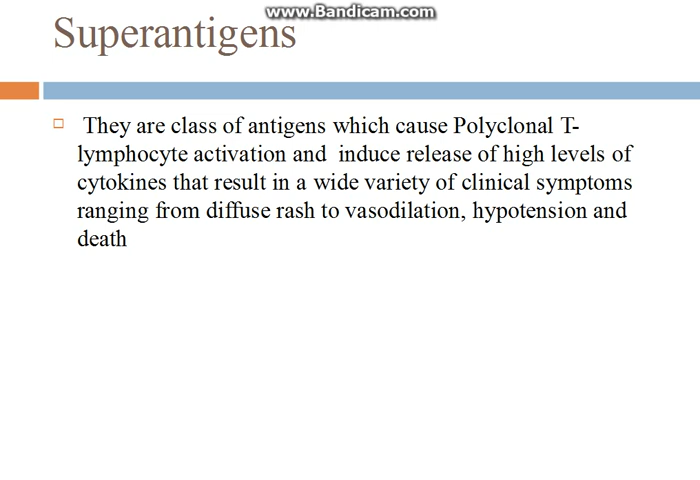 www.Bandicam.com
Superantigens
They are class of antigens which cause Polyclonal T-
lymphocyte activation and induce release of high levels of
cytokines that result in a wide variety of clinical symptoms
ranging from diffuse rash to vasodilation, hypotension and
death